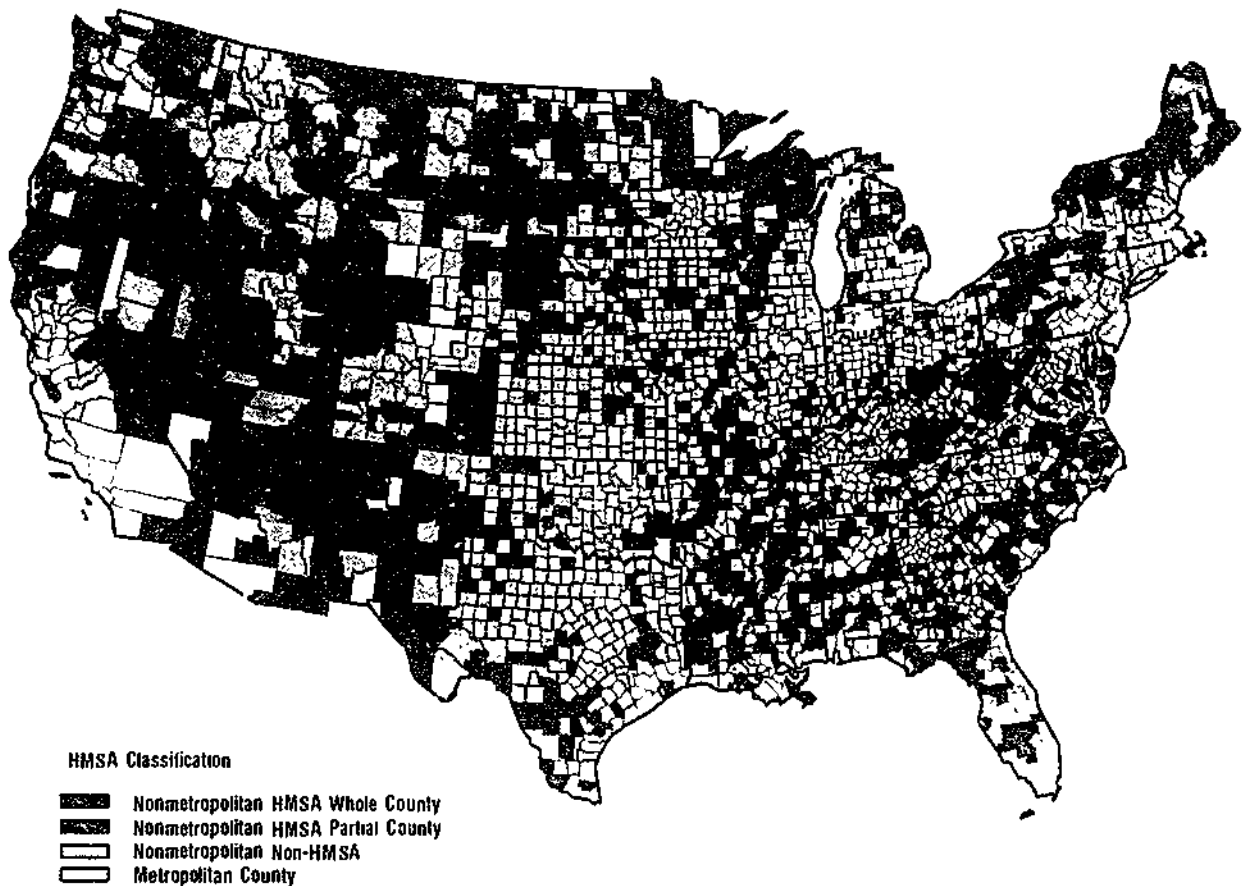 HMSA Classification
Nonmetropolitan HMSA Whole County
Nonmetropolitan HMSA Partial County
Nonmetropolitan Non-HMSA
Metropolitan County